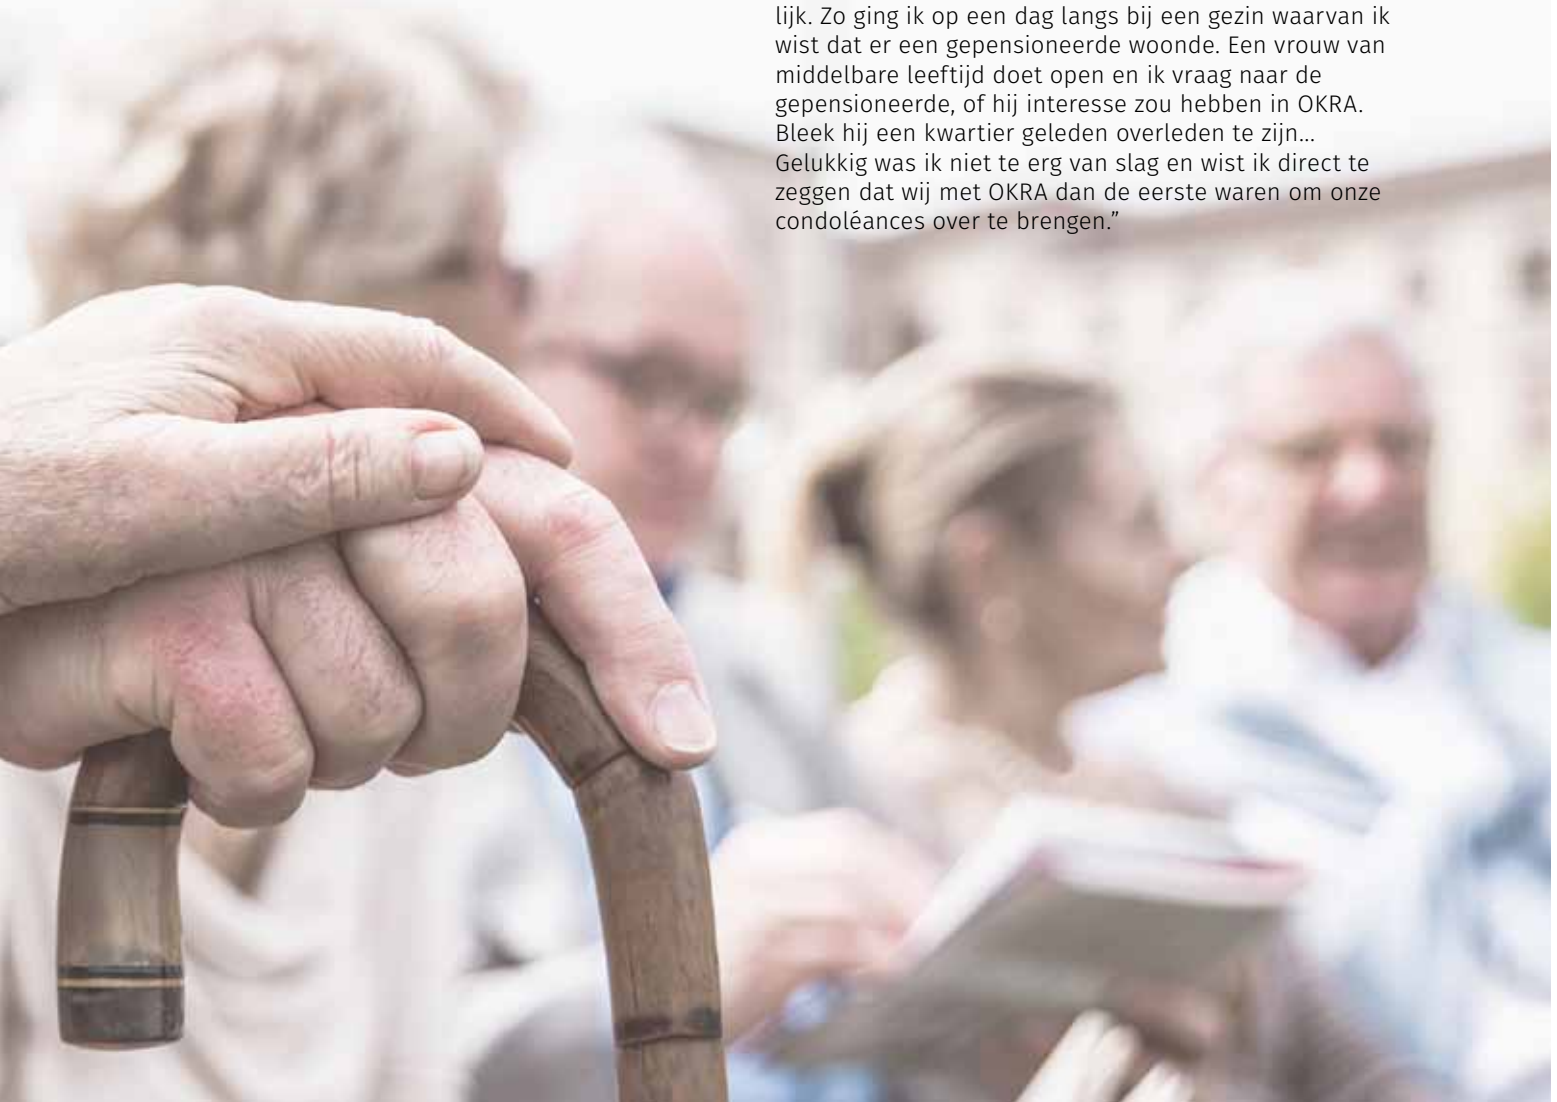 lijk. Zo ging ik op een dag langs bij een gezin waarvan ik
wist dat er een gepensioneerde woonde. Een vrouw van
middelbare leeftijd doet open en ik vraag naar de
gepensioneerde, of hij interesse zou hebben in OKRA.
Bleek hij een kwartier geleden overleden te zijn...
Gelukkig was ik niet te erg van slag en wist ik direct te
zeggen dat wij met OKRA dan de eerste waren om onze
condoléances over te brengen.”